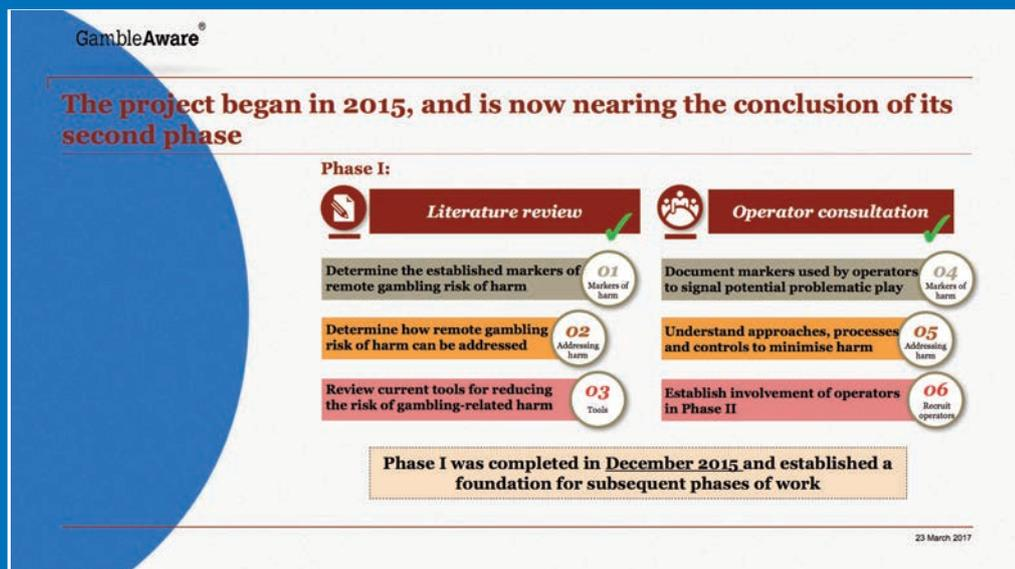 GambleAware®
The project began in 2015, and is now nearing the conclusion of its
second phase
Phase I:
Literature review
Determine the established markers of
remote gambling risk of harm
01
Markers of
harm
Determine how remote gambling
risk of harm can be addressed
02
Addressing
harm
Review current tools for reducing
the risk of gambling-related harm
03
Tools
Operator consultation
Document markers used by operators
to signal potential problematic play
04
Markers of
harm
Understand approaches, processes
and controls to minimise harm
05
Addressing
harm
Establish involvement of operators
in Phase II
06
Recruit
operators
Phase I was completed in December 2015 and established a
foundation for subsequent phases of work
23 March 2017